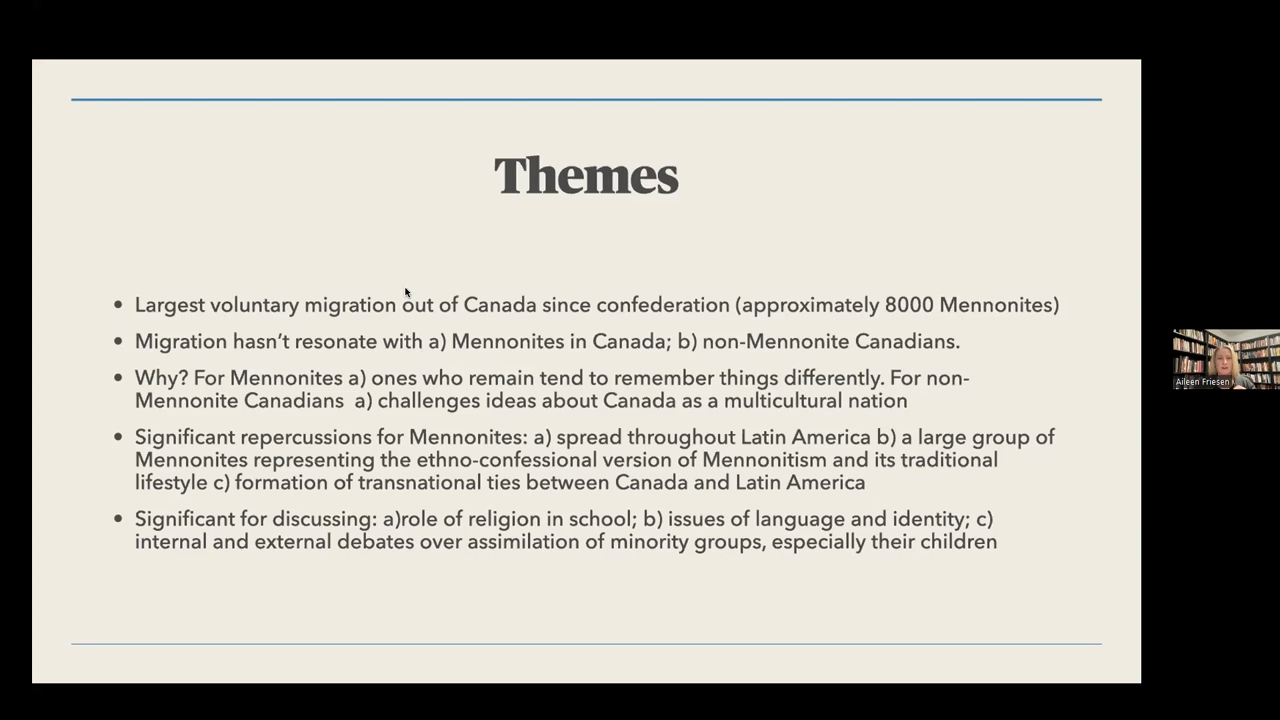 Themes
• Largest voluntary migration out of Canada since confederation (approximately 8000 Mennonites)
• Migration hasn’t resonate with a) Mennonites in Canada; b) non-Mennonite Canadians.
• Why? For Mennonites a) ones who remain tend to remember things differently. For non-
Mennonite Canadians  a) challenges ideas about Canada as a multicultural nation
• Significant repercussions for Mennonites: a) spread throughout Latin America b) a large group of
Mennonites representing the ethno-confessional version of Mennonitism and its traditional
lifestyle c) formation of transnational ties between Canada and Latin America
• Significant for discussing: a)role of religion in school; b) issues of language and identity; c)
internal and external debates over assimilation of minority groups, especially their children
Aileen Friesen